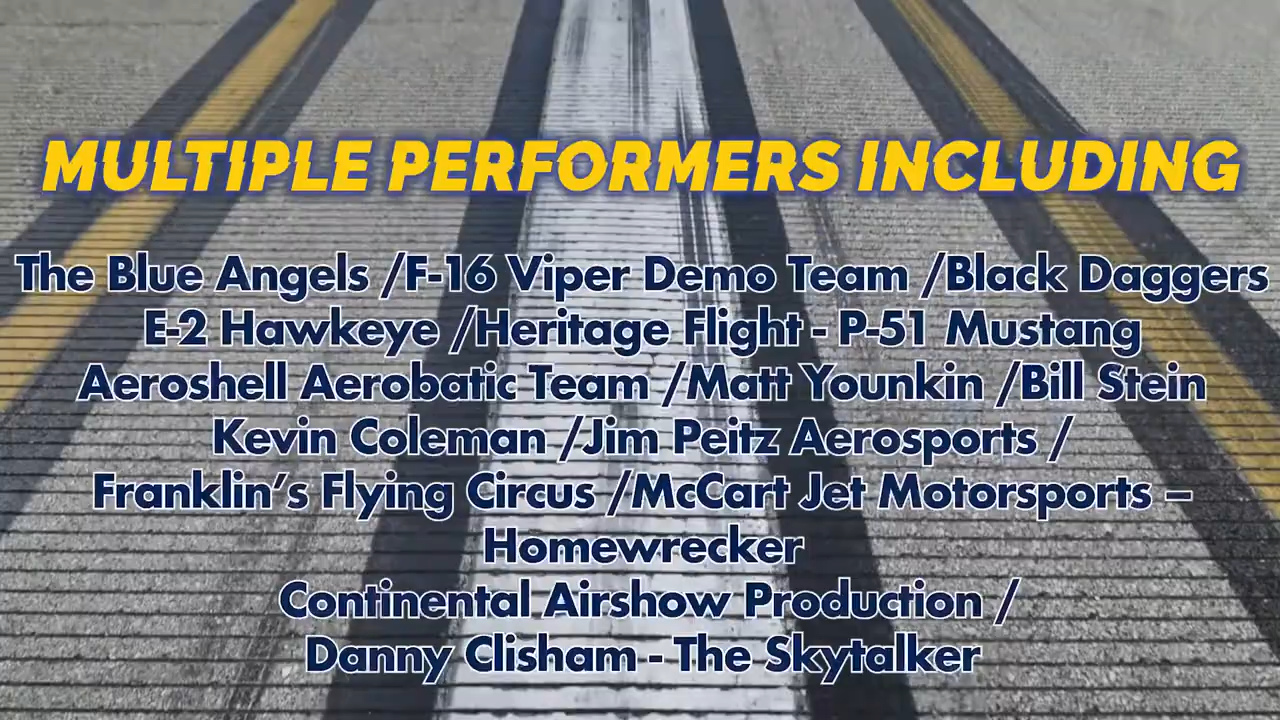 MULTIPLE PERFORMERS INCLUDING
The Blue Angels /F-16 Viper Demo Team /Black Daggers
E-2 Hawkeye /Heritage Flight - P-51 Mustang
Aeroshell Aerobatic Team /Matt Younkin /Bill Stein
Kevin Coleman /Jim Peitz Aerosports /
Franklin’s Flying Circus /McCart Jet Motorsports –
Homewrecker
Continental Airshow Production /
Danny Clisham - The Skytalker